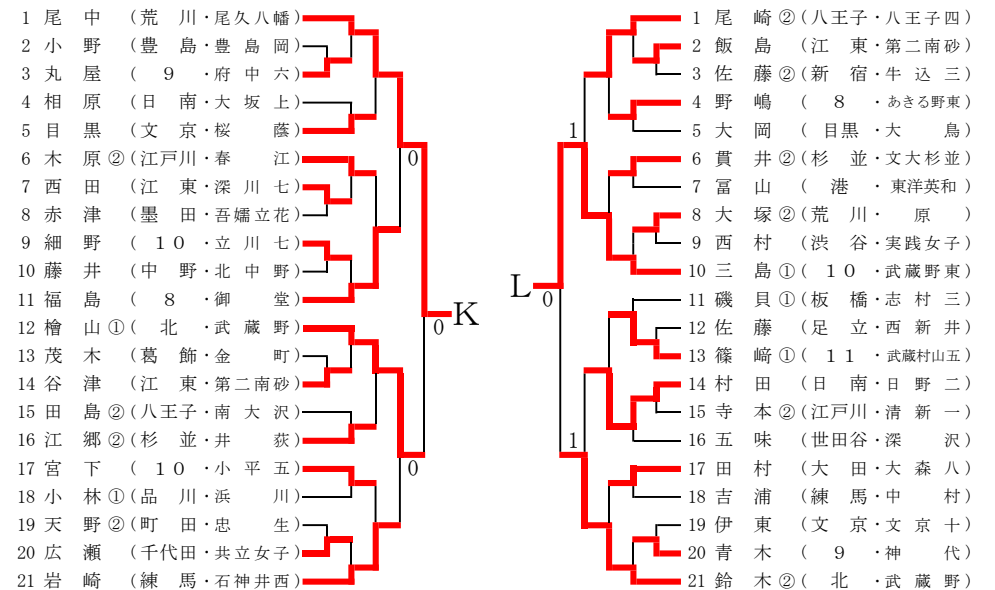 1 尾 中 (荒 川・尾久八幡)
2 小 野 (豊 島・豊 島 岡)
3 丸 屋 ( 9 ・府 中 六)
4 相 原 (日 南・大 坂 上)
5 目 黒 (文 京・桜 蔭)
6 木 原 ② (江戸川・春 江)
7 西 田 (江 東・深 川 七)
8 赤 津 (墨 田・吾嬬立花)
9 細 野 ( 10 ・立 川 七)
10 藤 井 (中 野・北 中 野)
11 福 島 ( 8 ・御 堂)
12 檜 山 ① ( 北 ・武 蔵 野)
13 茂 木 (葛 飾・金 町)
14 谷 津 (江 東・第二南砂)
15 田 島 ② (八王子・南 大 沢)
16 江 郷 ② (杉 並・井 荻)
17 宮 下 ( 10 ・小 平 五)
18 小 林 ① (品 川・浜 川)
19 天 野 ② (町 田・忠 生)
20 広 瀬 (千代田・共立女子)
21 岩 崎 (練 馬・石神井西)
0
0
0
K
L
0
1
1
1 尾 崎 ② (八王子・八王子四)
2 飯 島 (江 東・第二南砂)
3 佐 藤 ② (新 宿・牛 込 三)
4 野 嶋 ( 8 ・あきる野東)
5 大 岡 ( 目黒 ・大 鳥)
6 貫 井 ② (杉 並・文大杉並)
7 冨 山 ( 港 ・東洋英和)
8 大 塚 ② (荒 川・ 原 )
9 西 村 (渋 谷・実践女子)
10 三 島 ① ( 10 ・武蔵野東)
11 磯 貝 ① (板 橋・志 村 三)
12 佐 藤 (足 立・西 新 井)
13 篠 﨑 ① ( 11 ・武蔵村山五)
14 村 田 (日 南・日 野 二)
15 寺 本 ② (江戸川・清 新 一)
16 五 味 (世田谷・深 沢)
17 田 村 (大 田・大 森 八)
18 吉 浦 (練 馬・中 村)
19 伊 東 (文 京・文 京 十)
20 青 木 ( 9 ・神 代)
21 鈴 木 ② ( 北 ・武 蔵 野)